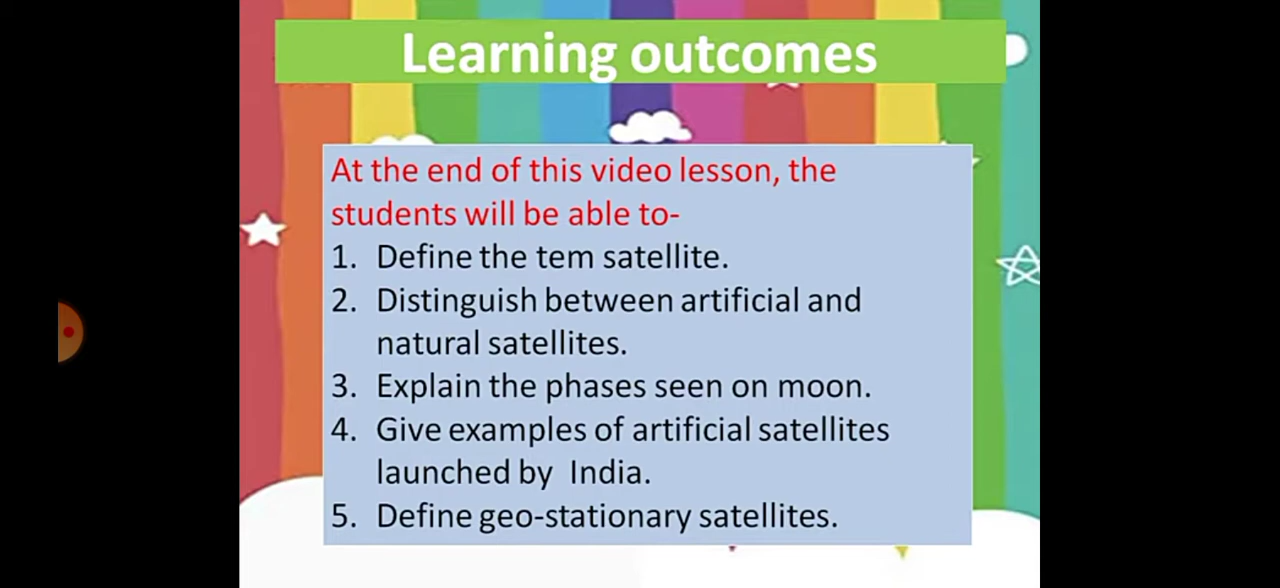 Learning outcomes
At the end of this video lesson, the
students will be able to-
1. Define the tem satellite.
2. Distinguish between artificial and
natural satellites.
3. Explain the phases seen on moon.
4. Give examples of artificial satellites
launched by India.
5. Define geo-stationary satellites.